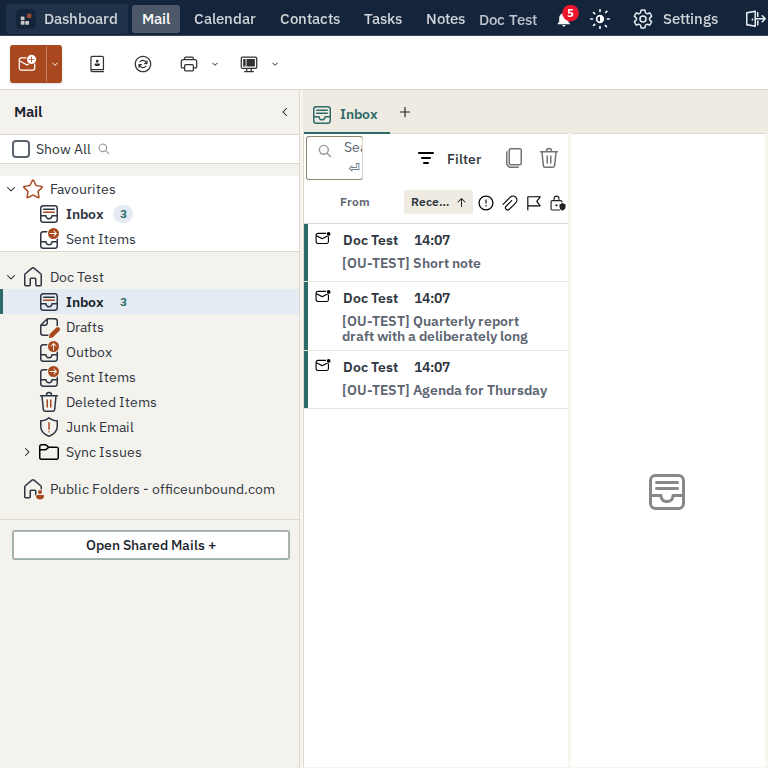 Dashboard Mail Calendar Contacts Tasks Notes Doc Test 5 Settings
Mail
Inbox
Show All
Sea
Filter
Favourites
Inbox 3
Sent Items
From Rece...
Doc Test 14:07
[OU-TEST] Short note
Doc Test
Inbox 3
Drafts
Outbox
Sent Items
Deleted Items
Junk Email
Sync Issues
Public Folders - officeunbound.com
Open Shared Mails +
Doc Test 14:07
[OU-TEST] Quarterly report
draft with a deliberately long
Doc Test 14:07
[OU-TEST] Agenda for Thursday